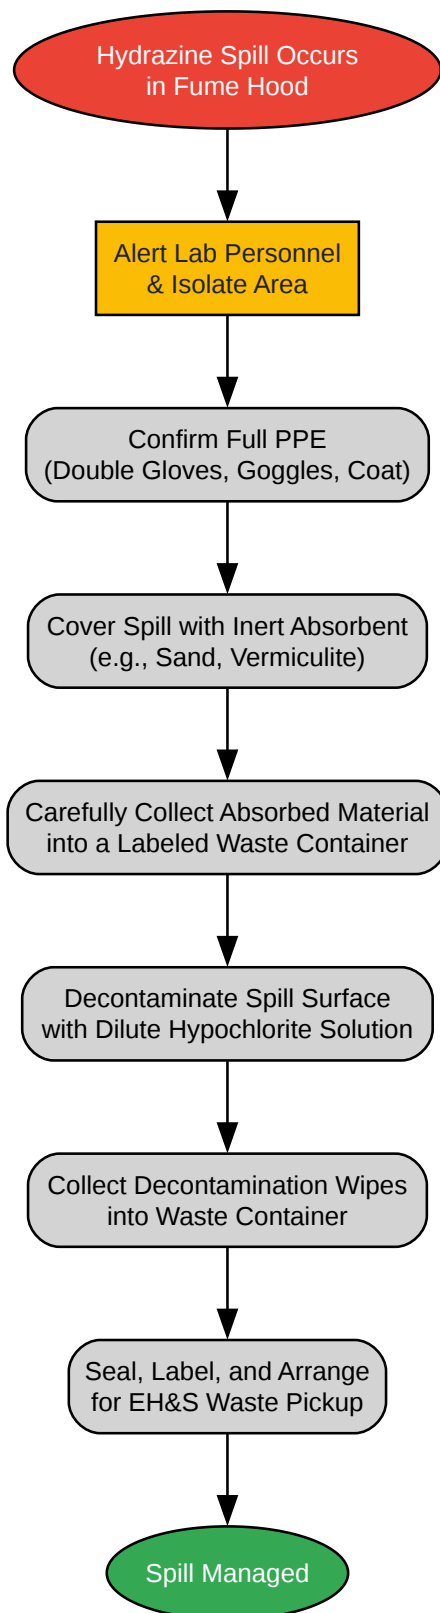 Hydrazine Spill Occurs
in Fume Hood
Alert Lab Personnel
& Isolate Area
Confirm Full PPE
(Double Gloves, Goggles, Coat)
Cover Spill with Inert Absorbent
(e.g., Sand, Vermiculite)
Carefully Collect Absorbed Material
into a Labeled Waste Container
Decontaminate Spill Surface
with Dilute Hypochlorite Solution
Collect Decontamination Wipes
into Waste Container
Seal, Label, and Arrange
for EH&S Waste Pickup
Spill Managed